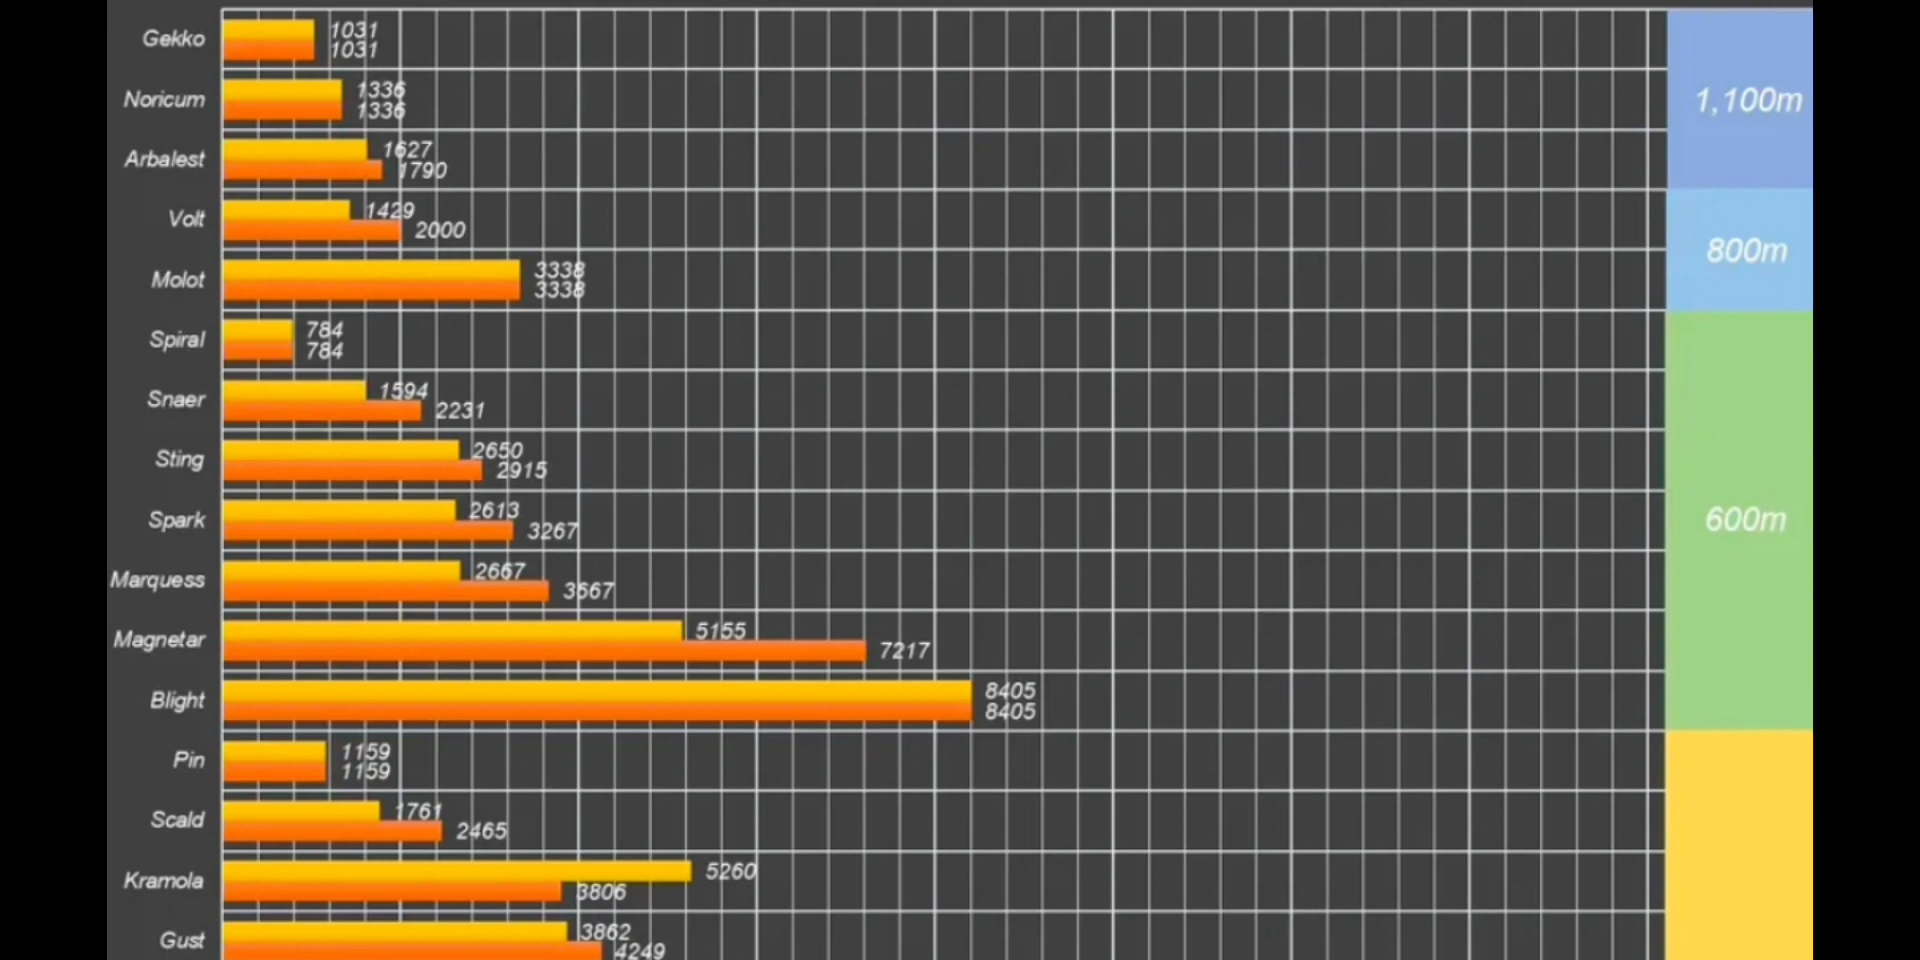 Gekko 1031
1031
Noricum 1336
1336
1,100m
Arbalest 1627
1790
Volt 1429
2000
800m
Molot 3338
3338
Spiral 784
784
Snaer 1594
2231
Sting 2650
2915
Spark 2613
3267
600m
Marquess 2667
3667
Magnetar 5155
7217
Blight 8405
8405
Pin 1159
1159
Scald 1761
2465
Kramola 5260
3806
Gust 3862
4249